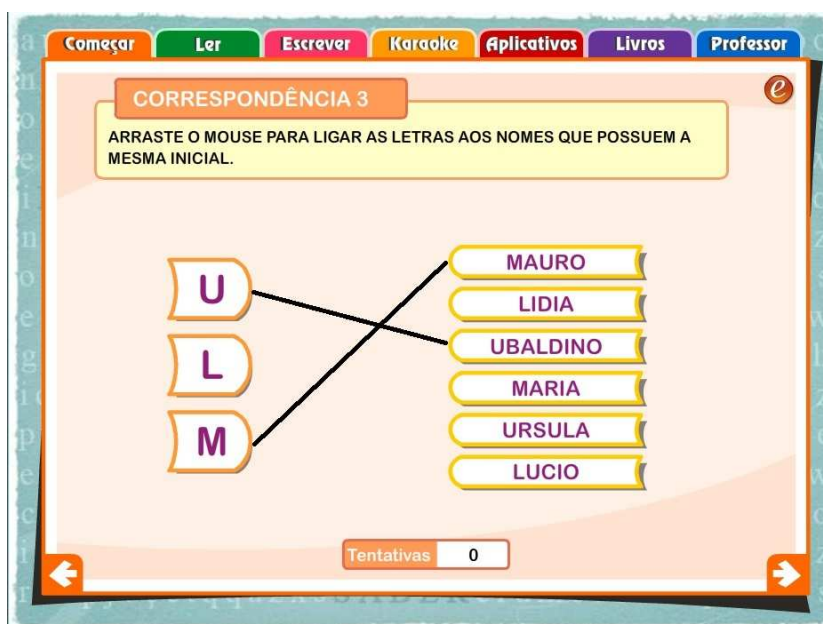 Começar Ler Escrever Karaoke Aplicativos Livros Professor
CORRESPONDÊNCIA 3
e
ARRASTE O MOUSE PARA LIGAR AS LETRAS AOS NOMES QUE POSSUEM A
MESMA INICIAL.
U
L
M
MAURO
LIDIA
UBALDINO
MARIA
URSULA
LUCIO
Tentativas 0